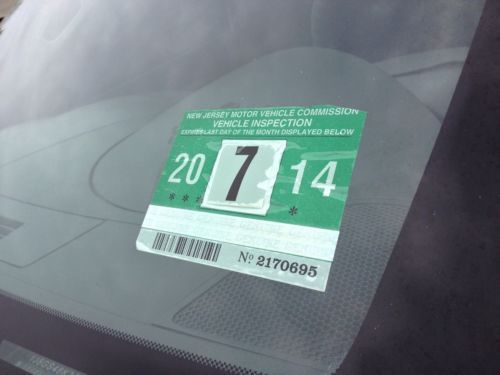 NEW JERSEY MOTOR VEHICLE COMMISSION
VEHICLE INSPECTION
EXPIRES LAST DAY OF THE MONTH DISPLAYED BELOW
20 7 14
* * * *
Nº 2170695